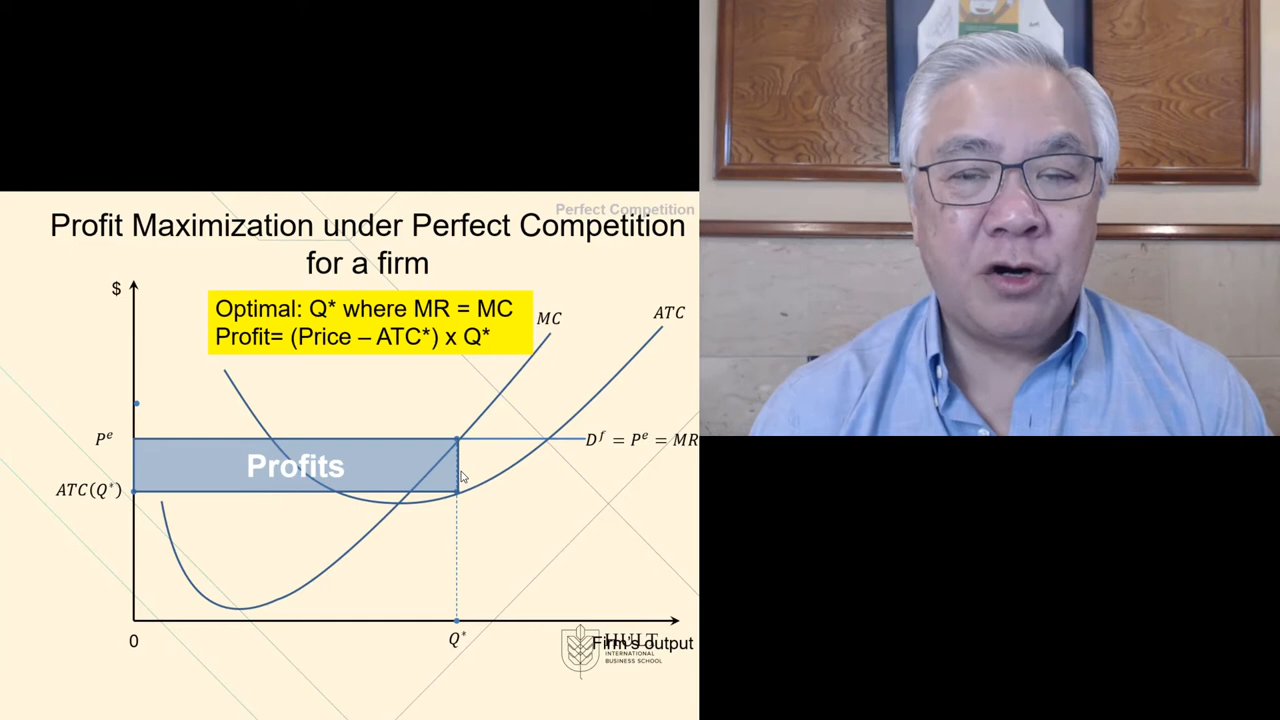 Perfect Competition
Profit Maximization under Perfect Competition
for a firm
$
Optimal: Q* where MR = MC
Profit= (Price – ATC*) x Q*
MC
ATC
Pᵉ
Dᶠ = Pᵉ = MR
Profits
ATC(Q*)
0
Q*
HULT
Firm's output
INTERNATIONAL
BUSINESS SCHOOL